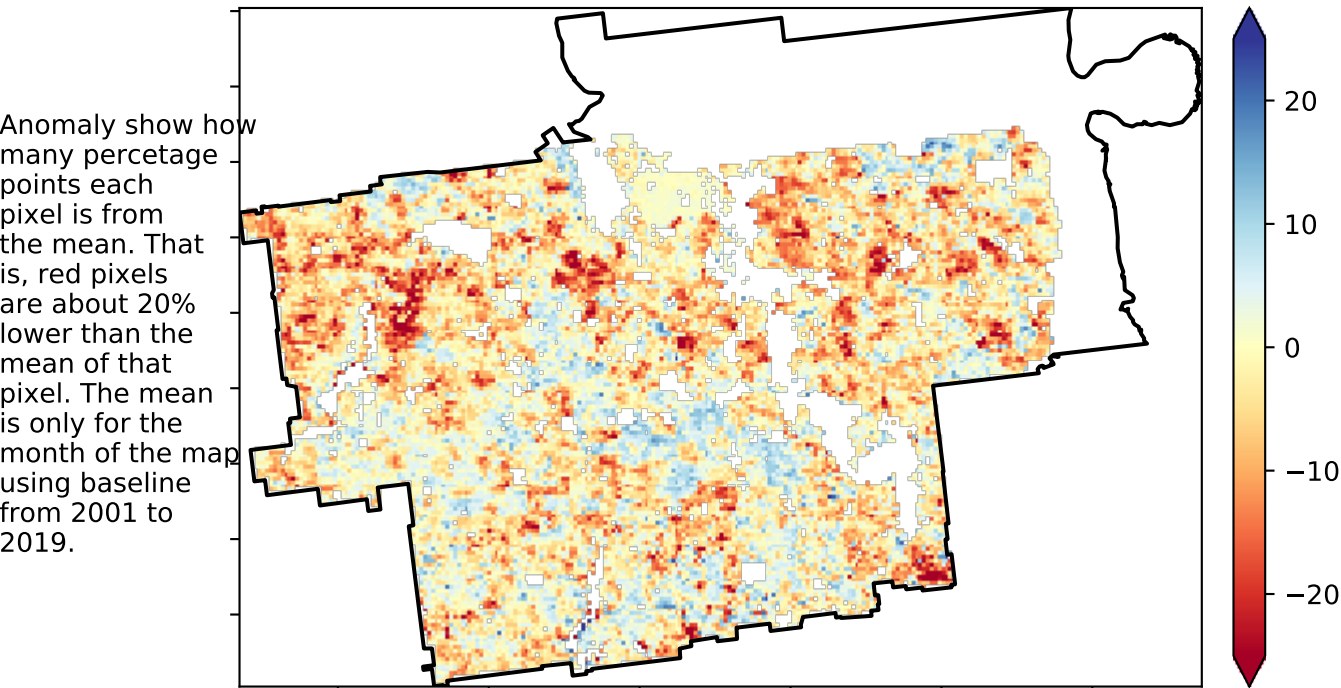 Anomaly show how
many percetage
points each
pixel is from
the mean. That
is, red pixels
are about 20%
lower than the
mean of that
pixel. The mean
is only for the
month of the map
using baseline
from 2001 to
2019.
20
10
0
−10
−20